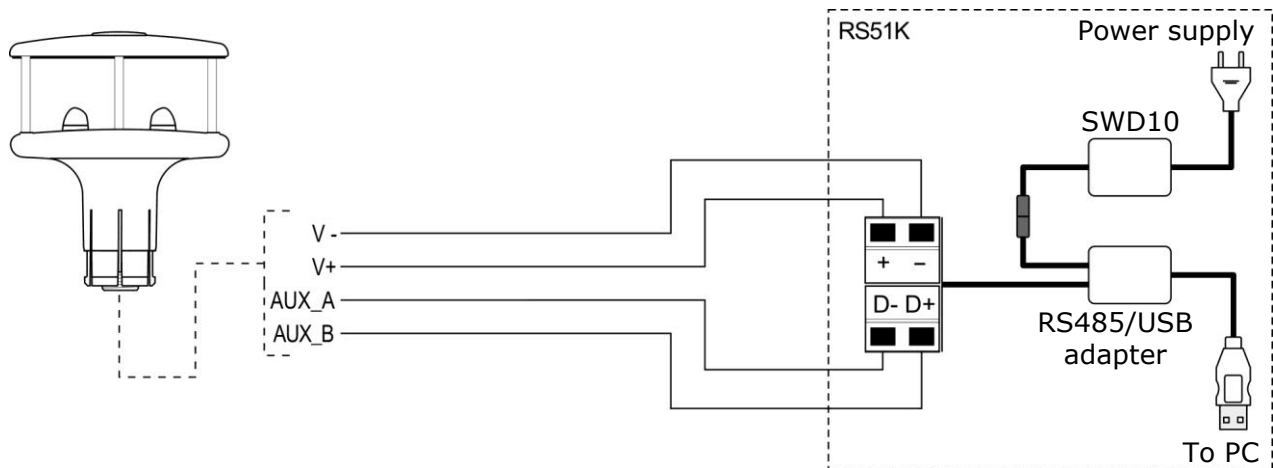 RS51K
Power supply
SWD10
V -
V+
AUX_A
AUX_B
+ -
D- D+
RS485/USB
adapter
To PC